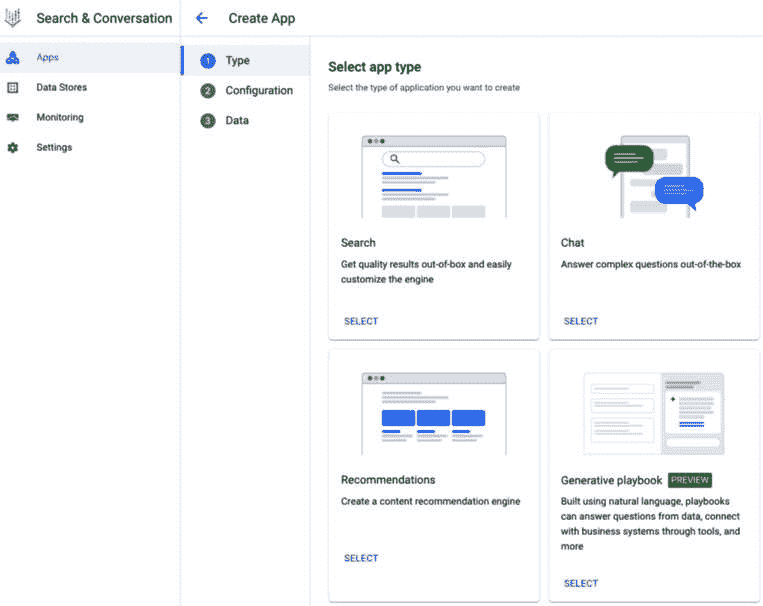 Search & Conversation
Create App
Apps
Data Stores
Monitoring
Settings
1 Type
2 Configuration
3 Data
Select app type
Select the type of application you want to create
Search
Get quality results out-of-box and easily
customize the engine
SELECT
Chat
Answer complex questions out-of-the-box
SELECT
Recommendations
Create a content recommendation engine
SELECT
Generative playbook PREVIEW
Built using natural language, playbooks
can answer questions from data, connect
with business systems through tools, and
more
SELECT